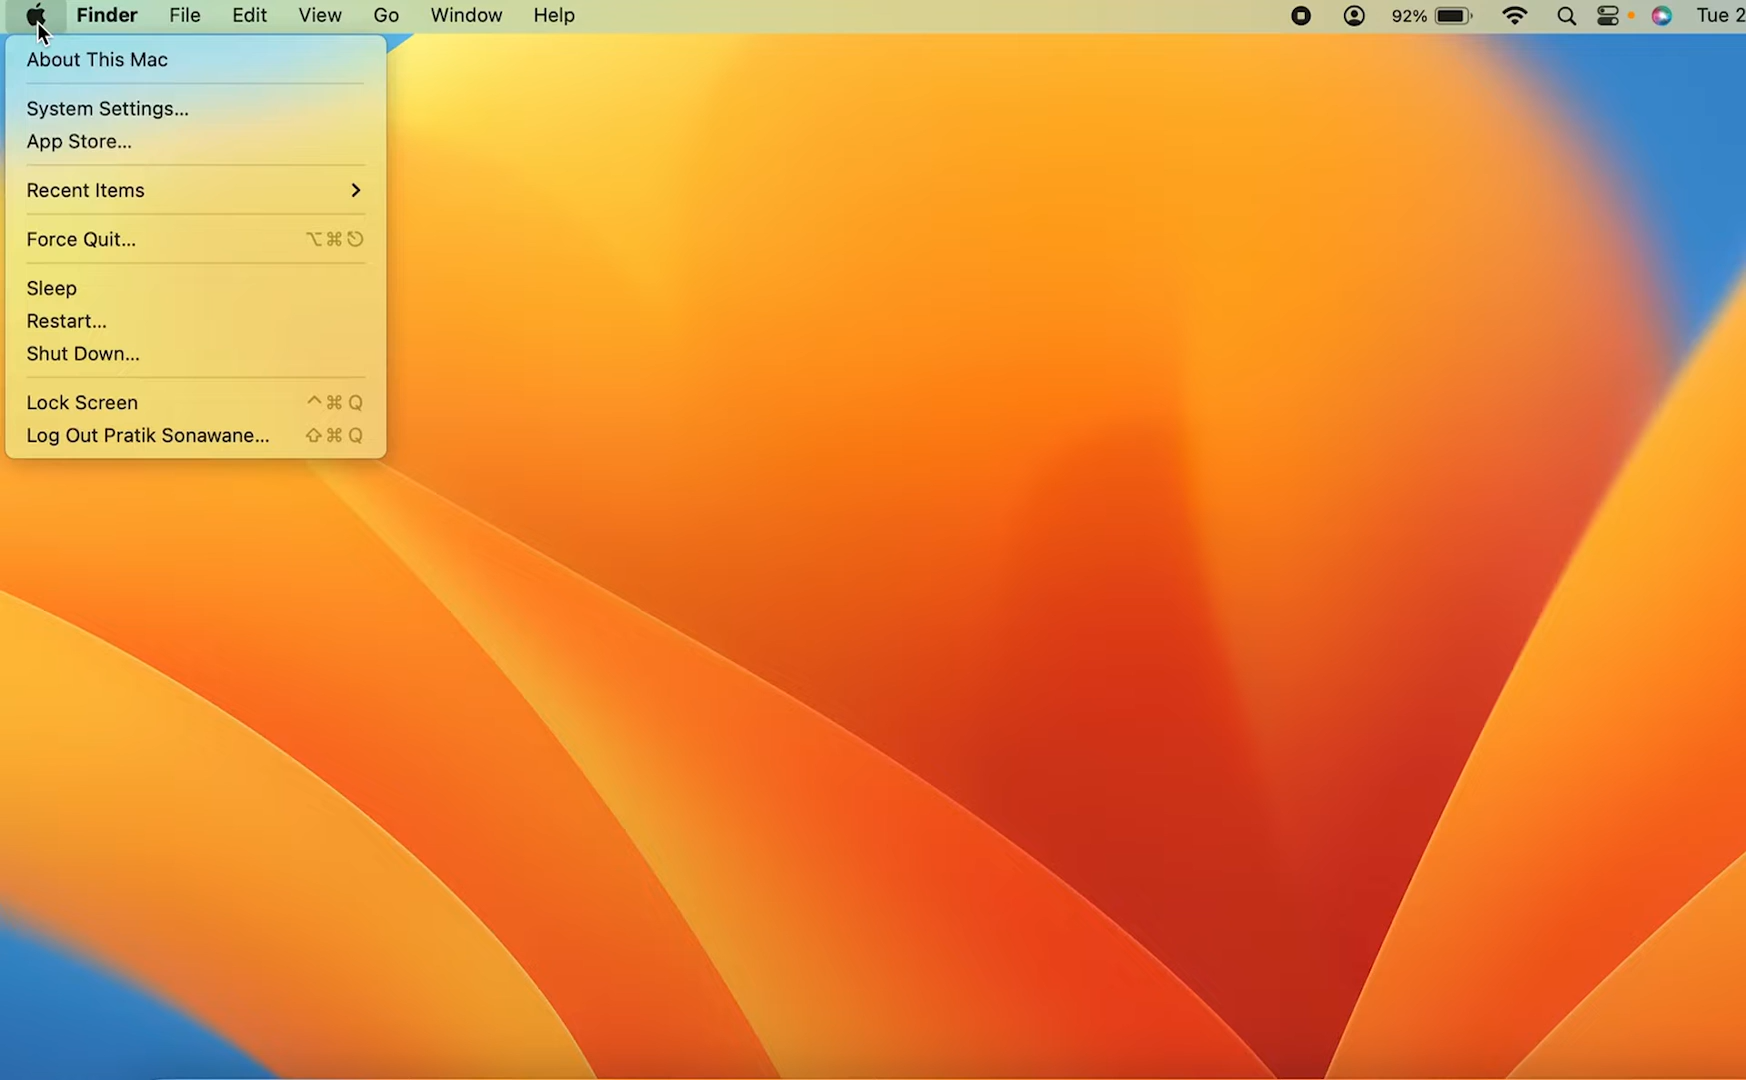 Finder File Edit View Go Window Help 92% Tue 2
About This Mac
System Settings...
App Store...
Recent Items
Force Quit... ⌥⌘⎋
Sleep
Restart...
Shut Down...
Lock Screen ^⌘Q
Log Out Pratik Sonawane... ⇧⌘Q